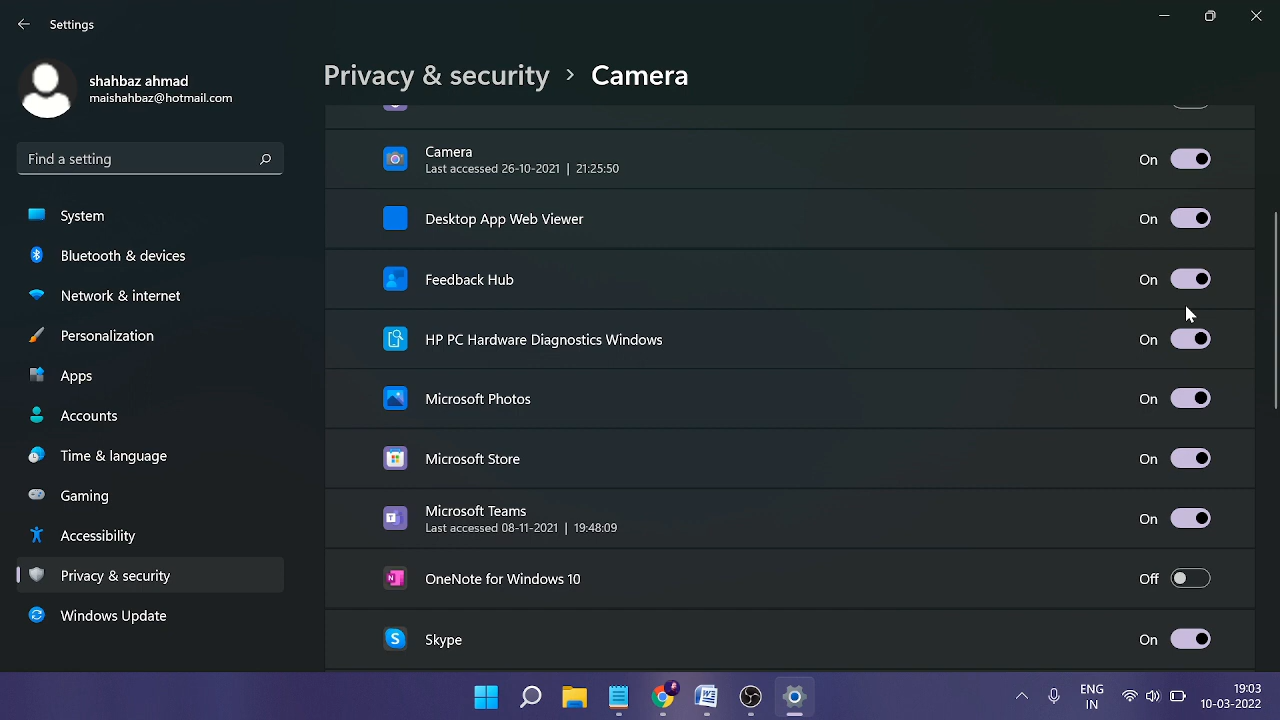 Settings
shahbaz ahmad
maishahbaz@hotmail.com
Find a setting
System
Bluetooth & devices
Network & internet
Personalization
Apps
Accounts
Time & language
Gaming
Accessibility
Privacy & security
Windows Update
Privacy & security > Camera
Camera
Last accessed 26-10-2021 | 21:25:50
On
Desktop App Web Viewer
On
Feedback Hub
On
HP PC Hardware Diagnostics Windows
On
Microsoft Photos
On
Microsoft Store
On
Microsoft Teams
Last accessed 08-11-2021 | 19:48:09
On
OneNote for Windows 10
Off
Skype
On
ENG
IN
19:03
10-03-2022